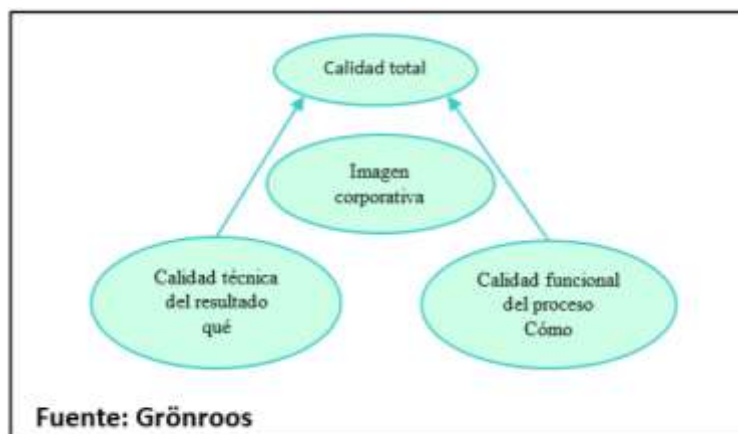 Calidad total
Imagen
corporativa
Calidad técnica
del resultado
qué
Calidad funcional
del proceso
Cómo
Fuente: Grönroos